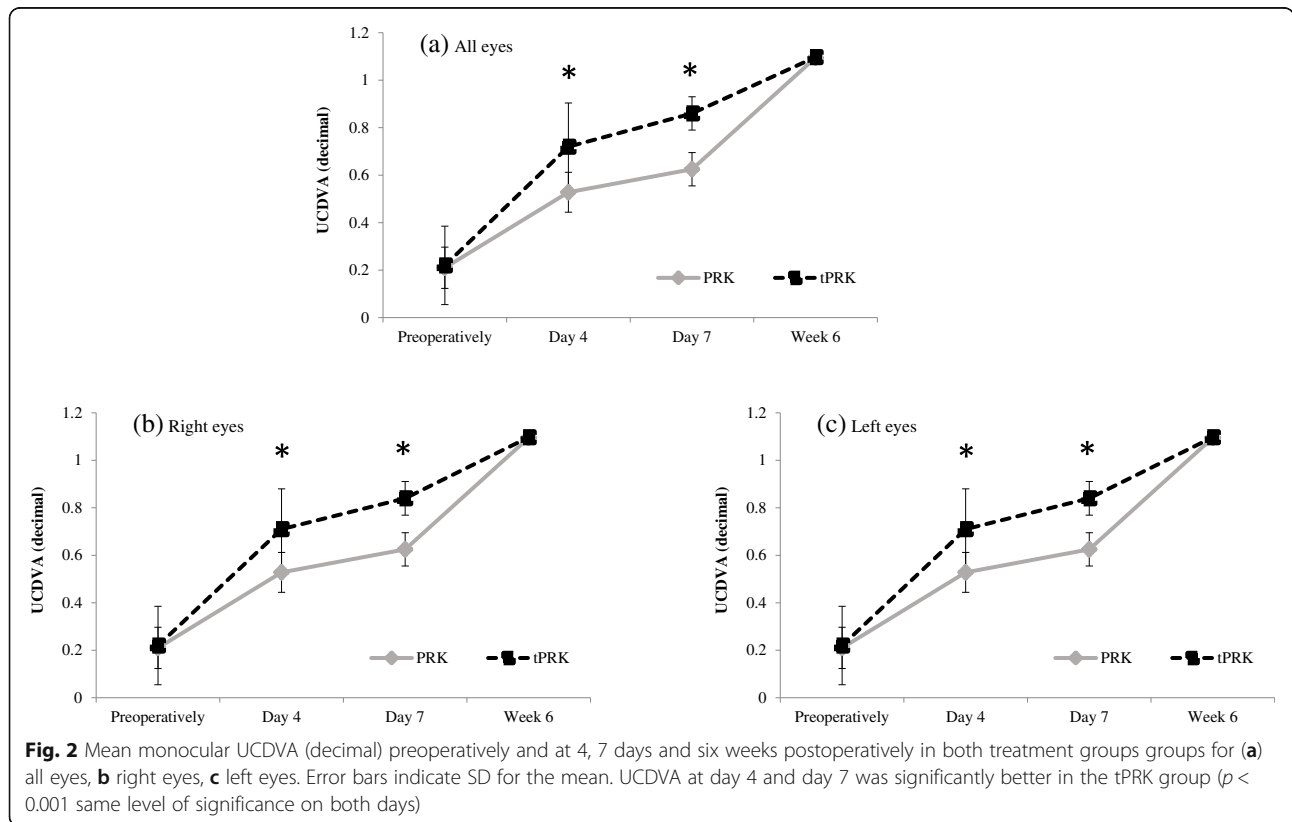 (a) All eyes
1.2
1
0.8
0.6
0.4
0.2
0
UCDVA (decimal)
* *
PRK tPRK
Preoperatively Day 4 Day 7 Week 6
(b) Right eyes
1.2
1
0.8
0.6
0.4
0.2
0
UCDVA (decimal)
* *
PRK tPRK
Preoperatively Day 4 Day 7 Week 6
(c) Left eyes
1.2
1
0.8
0.6
0.4
0.2
0
UCDVA (decimal)
* *
PRK tPRK
Preoperatively Day 4 Day 7 Week 6
Fig. 2 Mean monocular UCDVA (decimal) preoperatively and at 4, 7 days and six weeks postoperatively in both treatment groups groups for (a)
all eyes, b right eyes, c left eyes. Error bars indicate SD for the mean. UCDVA at day 4 and day 7 was significantly better in the tPRK group (p <
0.001 same level of significance on both days)